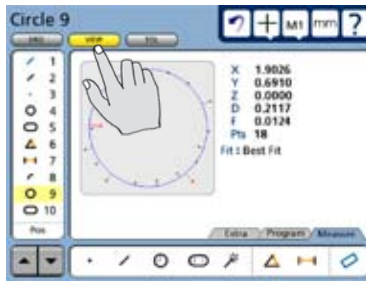 Circle 9
M1
mm
?
VIEW
TOL
1
2
3
4
5
6
7
8
9
10
Pos
X 1.9026
Y 0.6910
Z 0.0000
D 0.2117
F 0.0124
Pts 18
Fit : Best Fit
Extra
Program
Measure